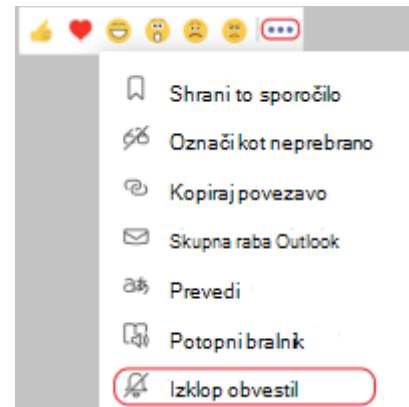 Shrani to sporočilo
Označi kot neprebrano
Kopiraj povezavo
Skupna raba Outlook
Prevedi
Potopni bralnik
Izklop obvestil